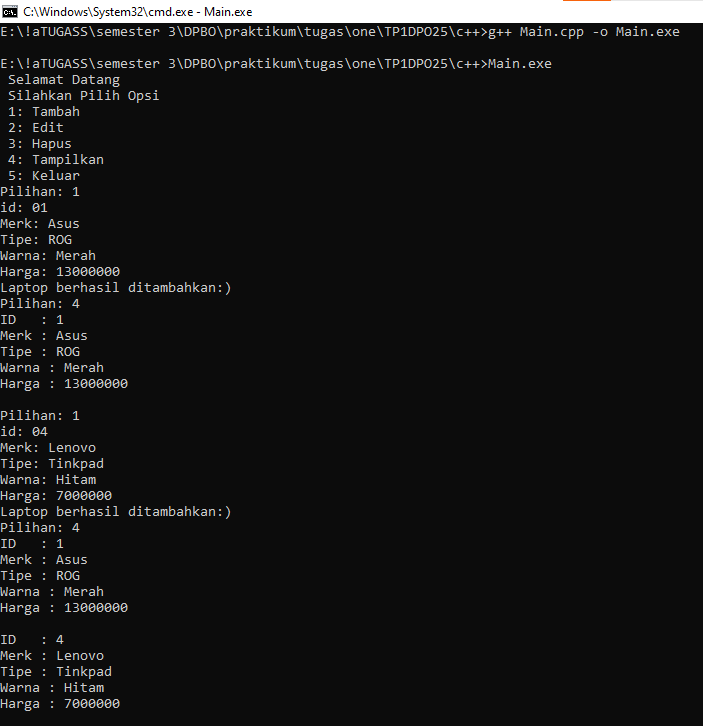 C:\Windows\System32\cmd.exe - Main.exe
E:\!aTUGASS\semester 3\DPBO\praktikum\tugas\one\TP1DPO25\c++>g++ Main.cpp -o Main.exe
E:\!aTUGASS\semester 3\DPBO\praktikum\tugas\one\TP1DPO25\c++>Main.exe
Selamat Datang
Silahkan Pilih Opsi
1: Tambah
2: Edit
3: Hapus
4: Tampilkan
5: Keluar
Pilihan: 1
id: 01
Merk: Asus
Tipe: ROG
Warna: Merah
Harga: 13000000
Laptop berhasil ditambahkan:)
Pilihan: 4
ID   : 1
Merk : Asus
Tipe : ROG
Warna : Merah
Harga : 13000000
Pilihan: 1
id: 04
Merk: Lenovo
Tipe: Tinkpad
Warna: Hitam
Harga: 7000000
Laptop berhasil ditambahkan:)
Pilihan: 4
ID   : 1
Merk : Asus
Tipe : ROG
Warna : Merah
Harga : 13000000
ID   : 4
Merk : Lenovo
Tipe : Tinkpad
Warna : Hitam
Harga : 7000000